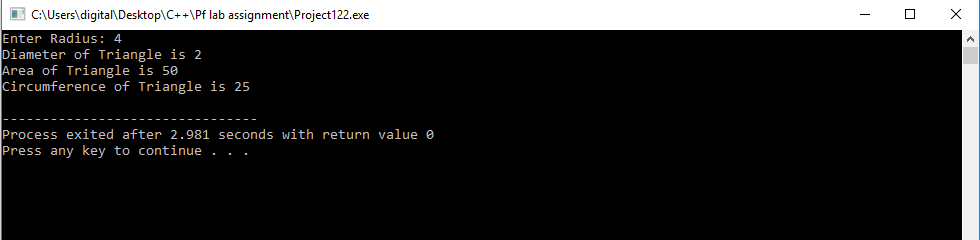 C:\Users\digital\Desktop\C++\Pf lab assignment\Project122.exe
Enter Radius: 4
Diameter of Triangle is 2
Area of Triangle is 50
Circumference of Triangle is 25
--------------------------------
Process exited after 2.981 seconds with return value 0
Press any key to continue . . .